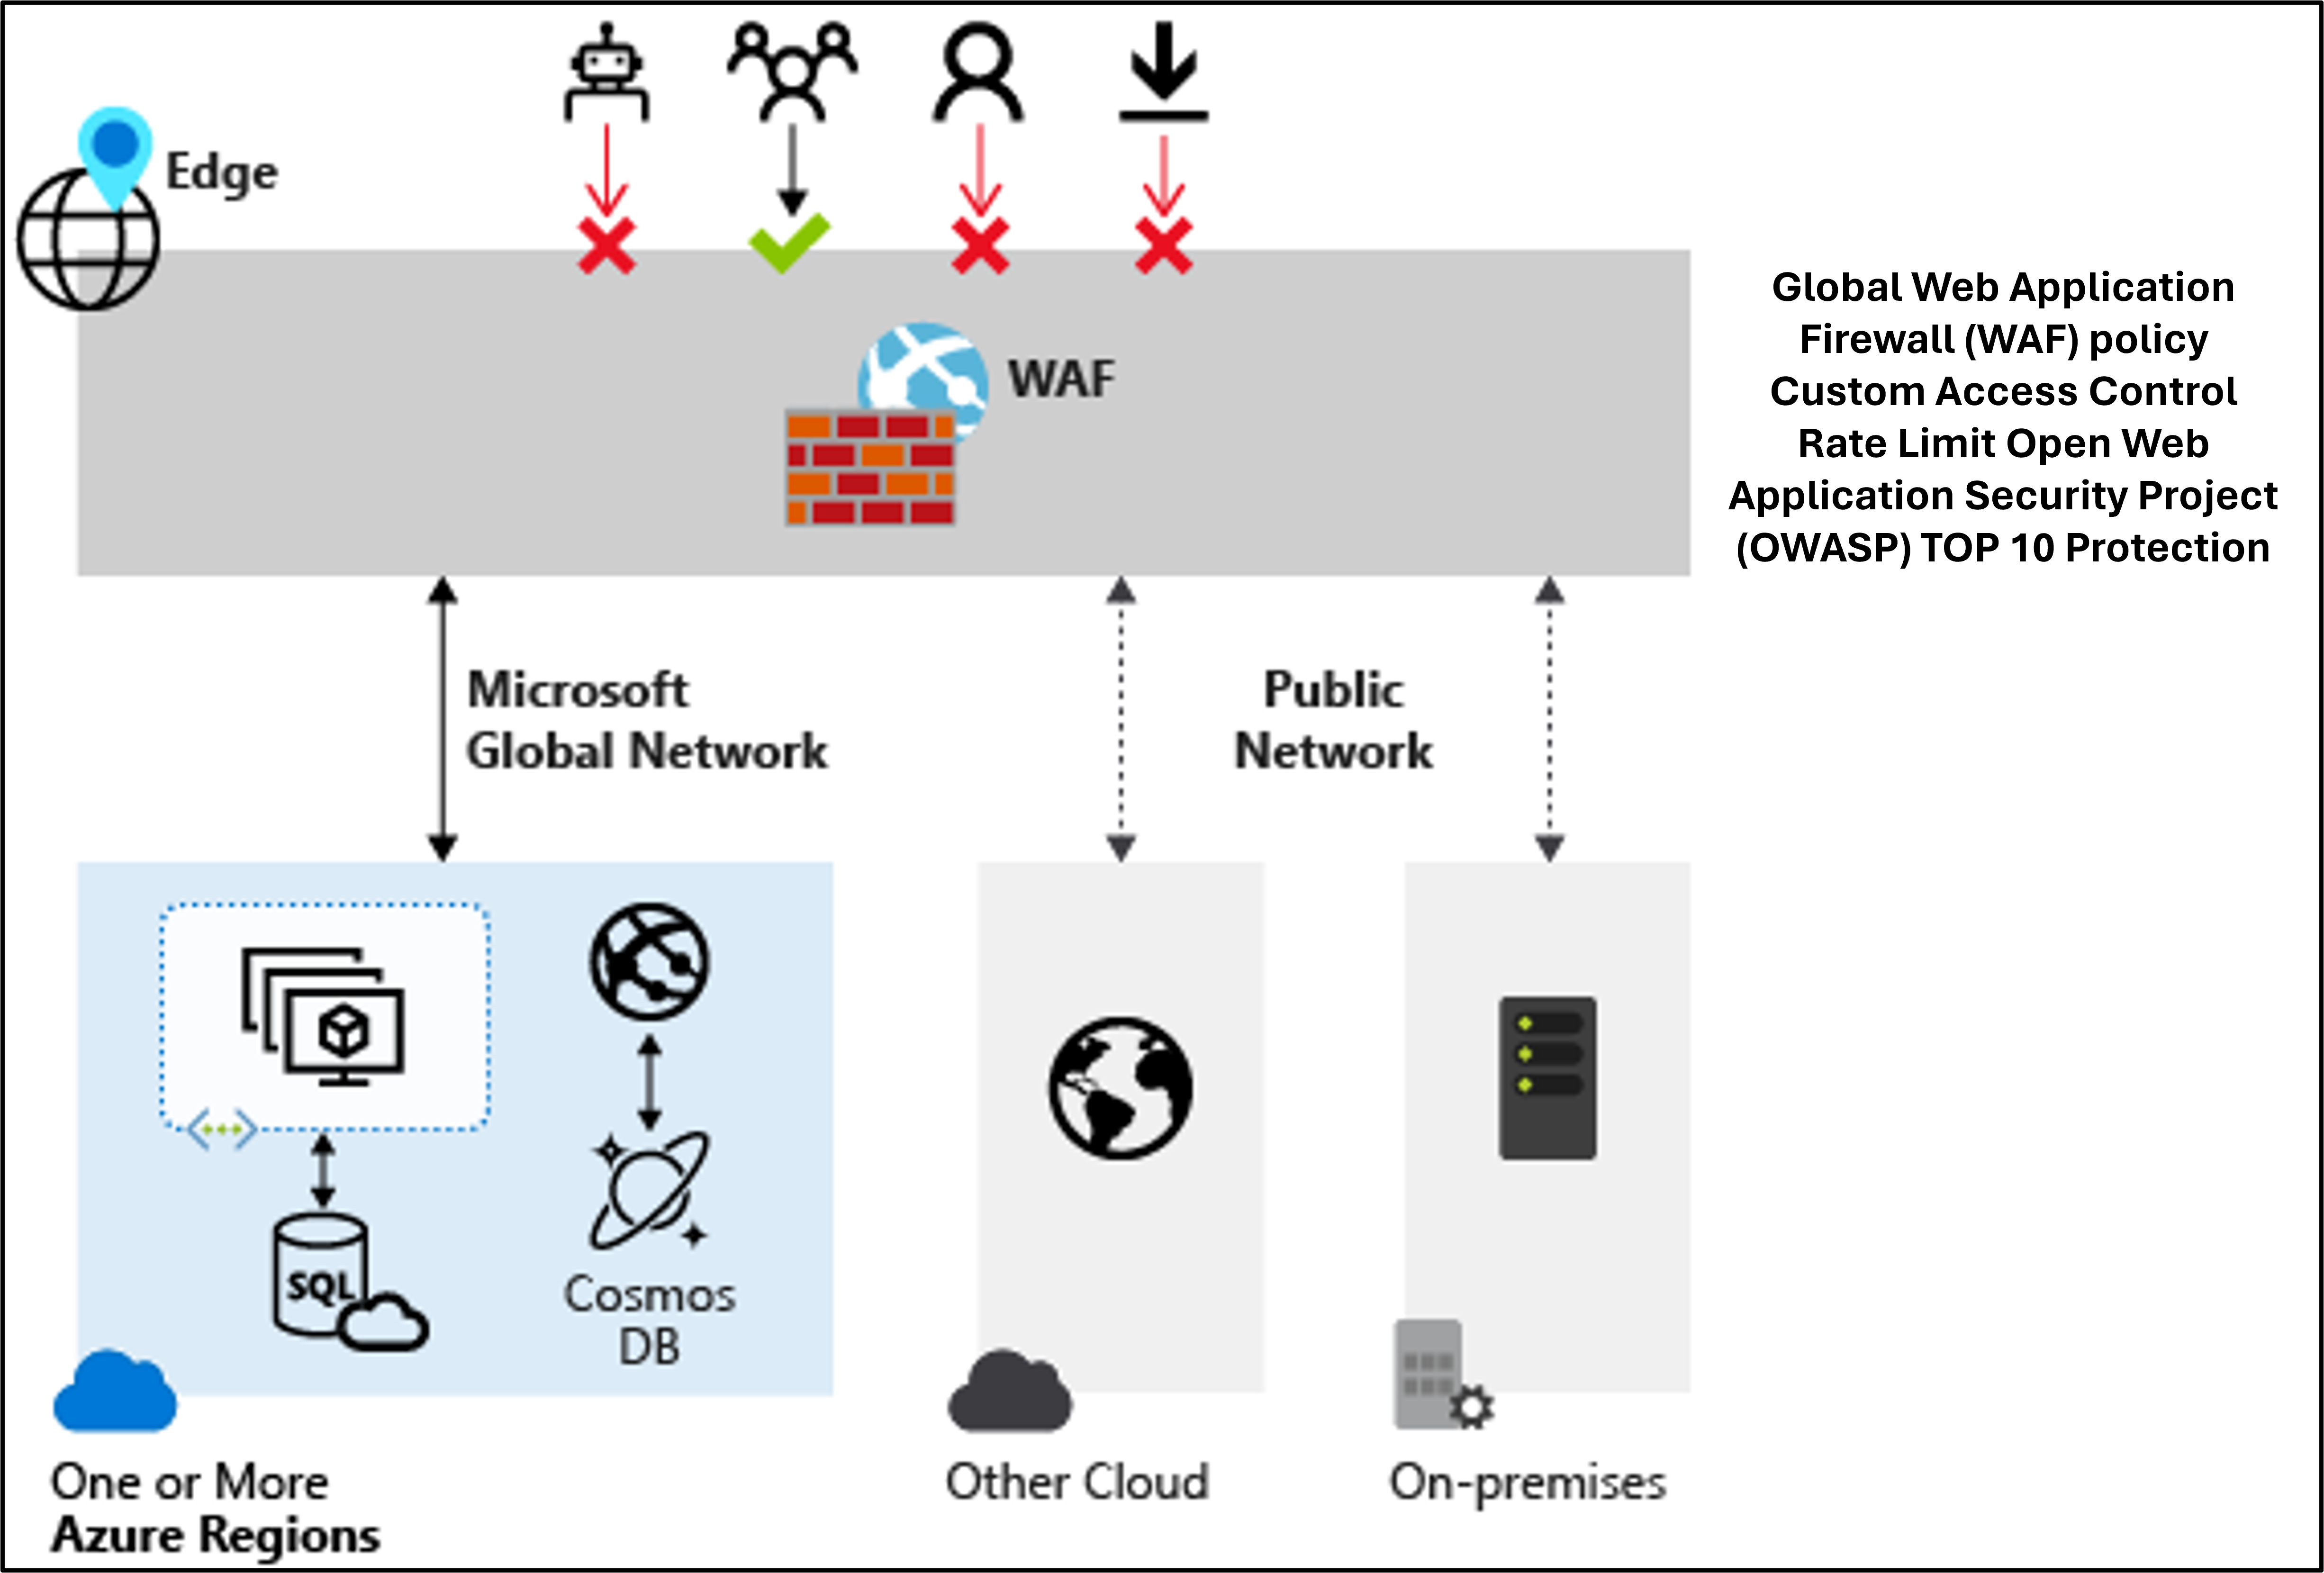 Edge
Global Web Application
Firewall (WAF) policy
Custom Access Control
Rate Limit Open Web
Application Security Project
(OWASP) TOP 10 Protection
WAF
Microsoft
Global Network
Public
Network
SQL
Cosmos
DB
One or More
Azure Regions
Other Cloud
On-premises